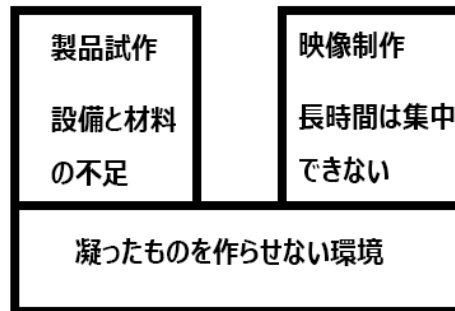 製品試作
設備と材料
の不足
映像制作
長時間は集中
できない
凝ったものを作らせない環境